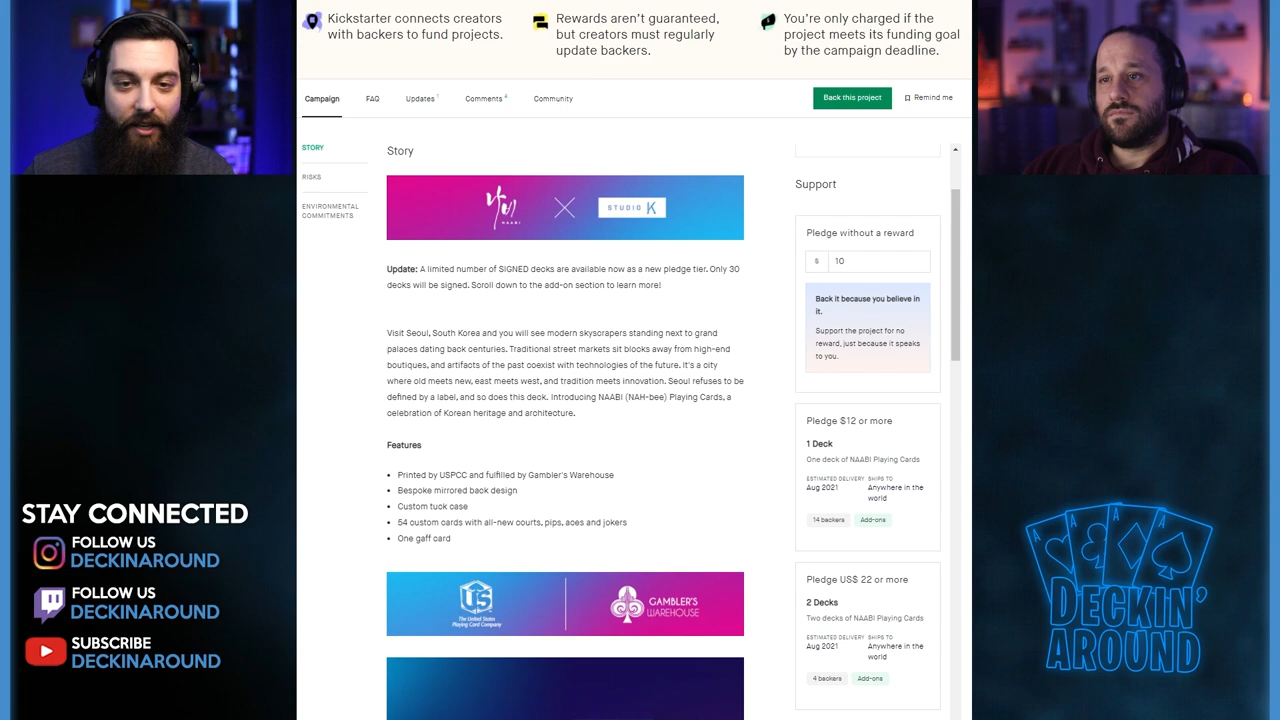 Kickstarter connects creators
with backers to fund projects.
Rewards aren't guaranteed,
but creators must regularly
update backers.
You're only charged if the
project meets its funding goal
by the campaign deadline.
Campaign
FAQ
Updates 1
Comments 4
Community
Back this project
Remind me
STORY
RISKS
ENVIRONMENTAL
COMMITMENTS
Story
나비
NAABI
STUDIO K
Update: A limited number of SIGNED decks are available now as a new pledge tier. Only 30
decks will be signed. Scroll down to the add-on section to learn more!
Visit Seoul, South Korea and you will see modern skyscrapers standing next to grand
palaces dating back centuries. Traditional street markets sit blocks away from high-end
boutiques, and artifacts of the past coexist with technologies of the future. It's a city
where old meets new, east meets west, and tradition meets innovation. Seoul refuses to be
defined by a label, and so does this deck. Introducing NAABI (NAH-bee) Playing Cards, a
celebration of Korean heritage and architecture.
Features
• Printed by USPCC and fulfilled by Gambler's Warehouse
• Bespoke mirrored back design
• Custom tuck case
• 54 custom cards with all-new courts, pips, aces and jokers
• One gaff card
US
The United States
Playing Card Company
GAMBLER'S
WAREHOUSE
Support
Pledge without a reward
$ 10
Back it because you believe in
it.
Support the project for no
reward, just because it speaks
to you.
Pledge $12 or more
1 Deck
One deck of NAABI Playing Cards
ESTIMATED DELIVERY
Aug 2021
SHIPS TO
Anywhere in the
world
14 backers
Add-ons
Pledge US$ 22 or more
2 Decks
Two decks of NAABI Playing Cards
ESTIMATED DELIVERY
Aug 2021
SHIPS TO
Anywhere in the
world
4 backers
Add-ons
STAY CONNECTED
FOLLOW US
DECKINAROUND
FOLLOW US
DECKINAROUND
SUBSCRIBE
DECKINAROUND
A A A A
DECKIN'
AROUND